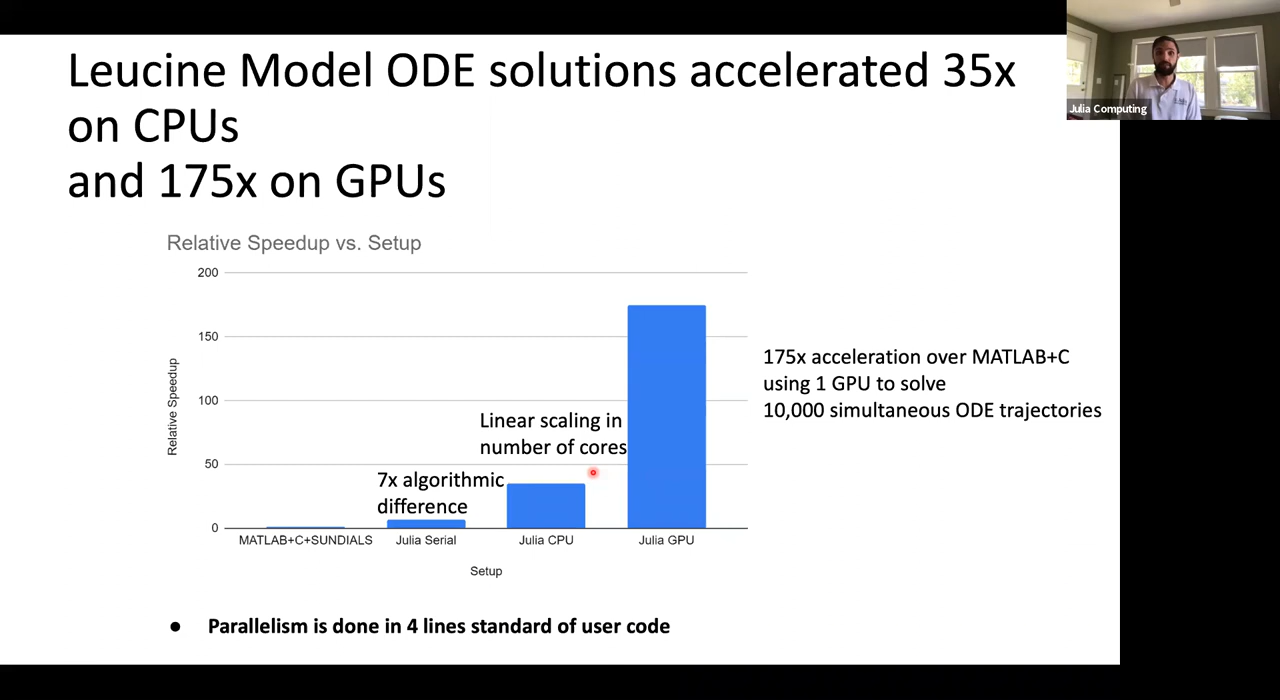 Leucine Model ODE solutions accelerated 35x
on CPUs
and 175x on GPUs
Julia Computing
Relative Speedup vs. Setup
Relative Speedup
200
150
100
50
0
Linear scaling in
number of cores
7x algorithmic
difference
MATLAB+C+SUNDIALS
Julia Serial
Julia CPU
Julia GPU
Setup
175x acceleration over MATLAB+C
using 1 GPU to solve
10,000 simultaneous ODE trajectories
● Parallelism is done in 4 lines standard of user code